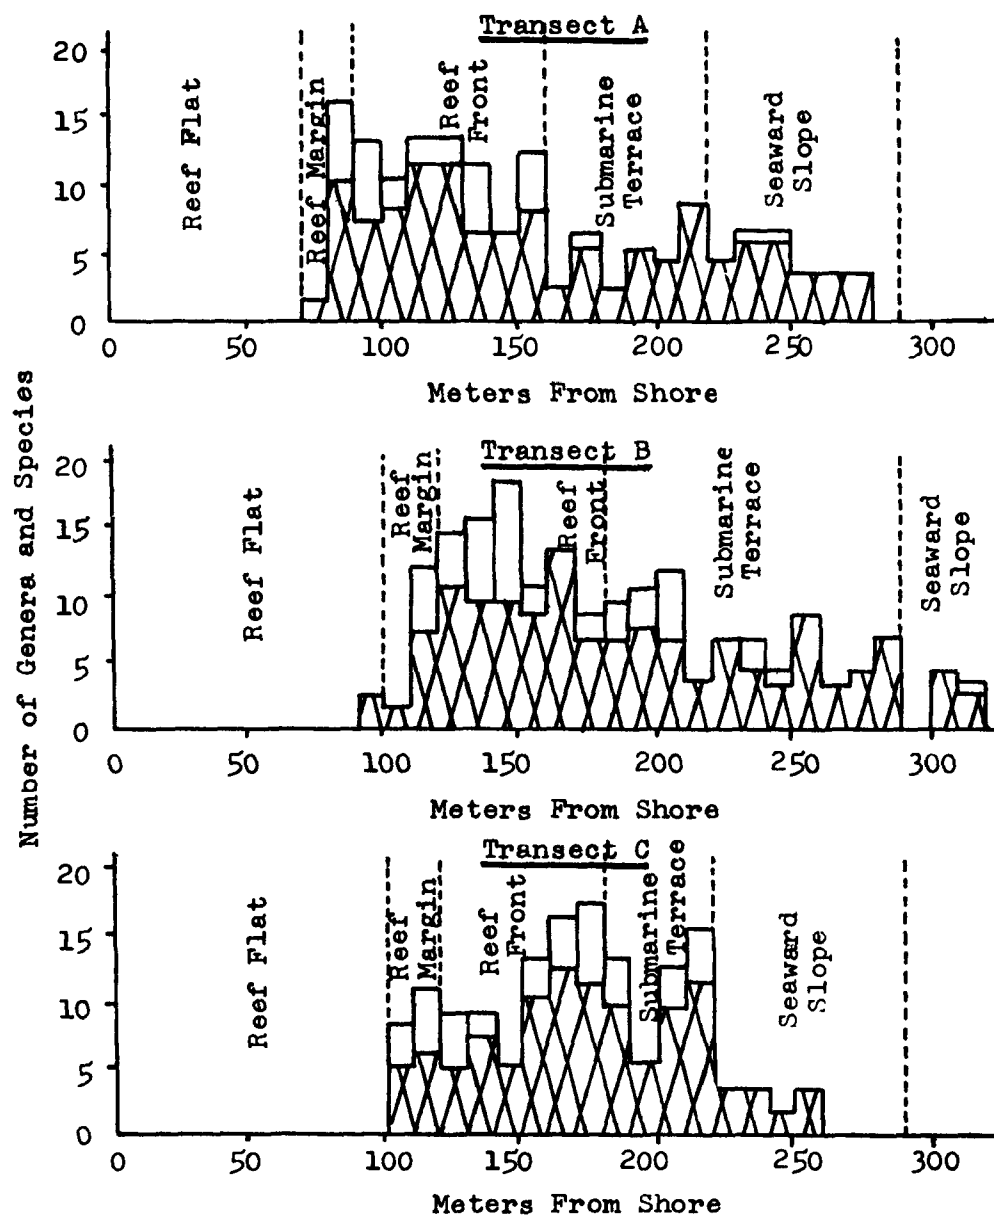 Transect A
20
15
10
5
0
Reef Flat
Reef Margin
Reef
Front
Submarine
Terrace
Seaward
Slope
0 50 100 150 200 250 300
Meters From Shore
Number of Genera and Species
Transect B
20
15
10
5
0
Reef Flat
Reef
Margin
Reef
Front
Submarine
Terrace
Seaward
Slope
0 50 100 150 200 250 300
Meters From Shore
Transect C
20
15
10
5
0
Reef Flat
Reef
Margin
Reef
Front
Submarine
Terrace
Seaward
Slope
0 50 100 150 200 250 300
Meters From Shore